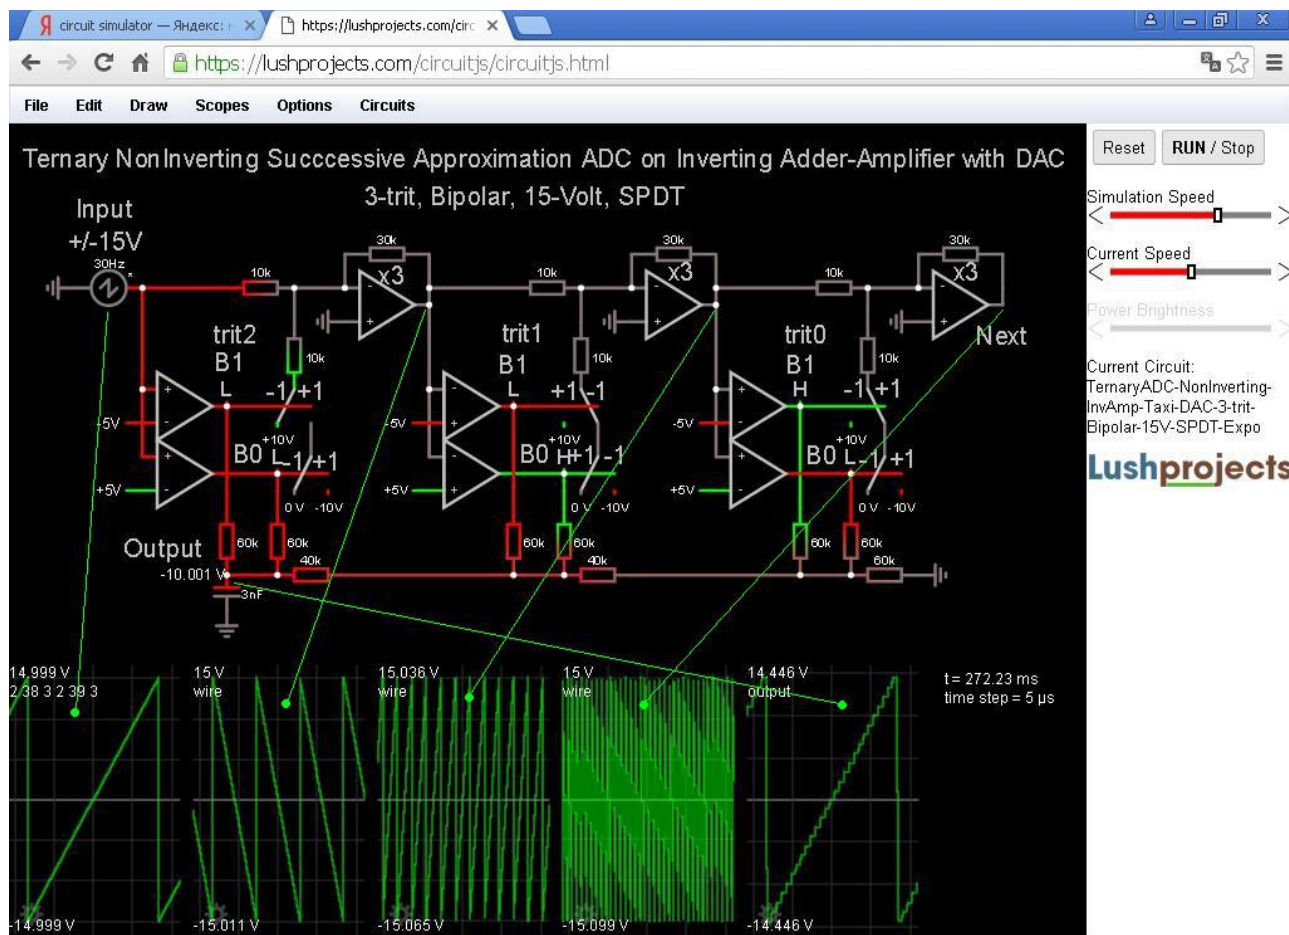 Я circuit simulator — Яндекс: н
https://lushprojects.com/circ
https://lushprojects.com/circuitjs/circuitjs.html
File Edit Draw Scopes Options Circuits
Ternary NonInverting Succcessive Approximation ADC on Inverting Adder-Amplifier with DAC
3-trit, Bipolar, 15-Volt, SPDT
Reset RUN / Stop
Simulation Speed
Current Speed
Power Brightness
Current Circuit:
TernaryADC-NonInverting-
InvAmp-Taxi-DAC-3-trit-
Bipolar-15V-SPDT-Expo
Lushprojects
Input
+/-15V
30Hz
30k 30k 30k
x3 x3 x3
10k 10k 10k
Next
trit2 trit1 trit0
B1 B1 B1
L L H
10k 10k 10k
-1 +1 +1 -1 -1 +1
-5V -5V -5V
+10V +10V +10V
B0 L -1 +1 B0 H +1 -1 B0 L -1 +1
+5V +5V +5V
0 V -10V 0 V -10V 0 V -10V
Output
60k 60k 60k 60k 60k 60k
40k 40k 60k
-10.001 V
3nF
14.999 V 15 V 15.036 V 15 V 14.446 V
2 38 3 2 39 3 wire wire wire output
t = 272.23 ms
time step = 5 µs
-14.999 V -15.011 V -15.065 V -15.099 V -14.446 V